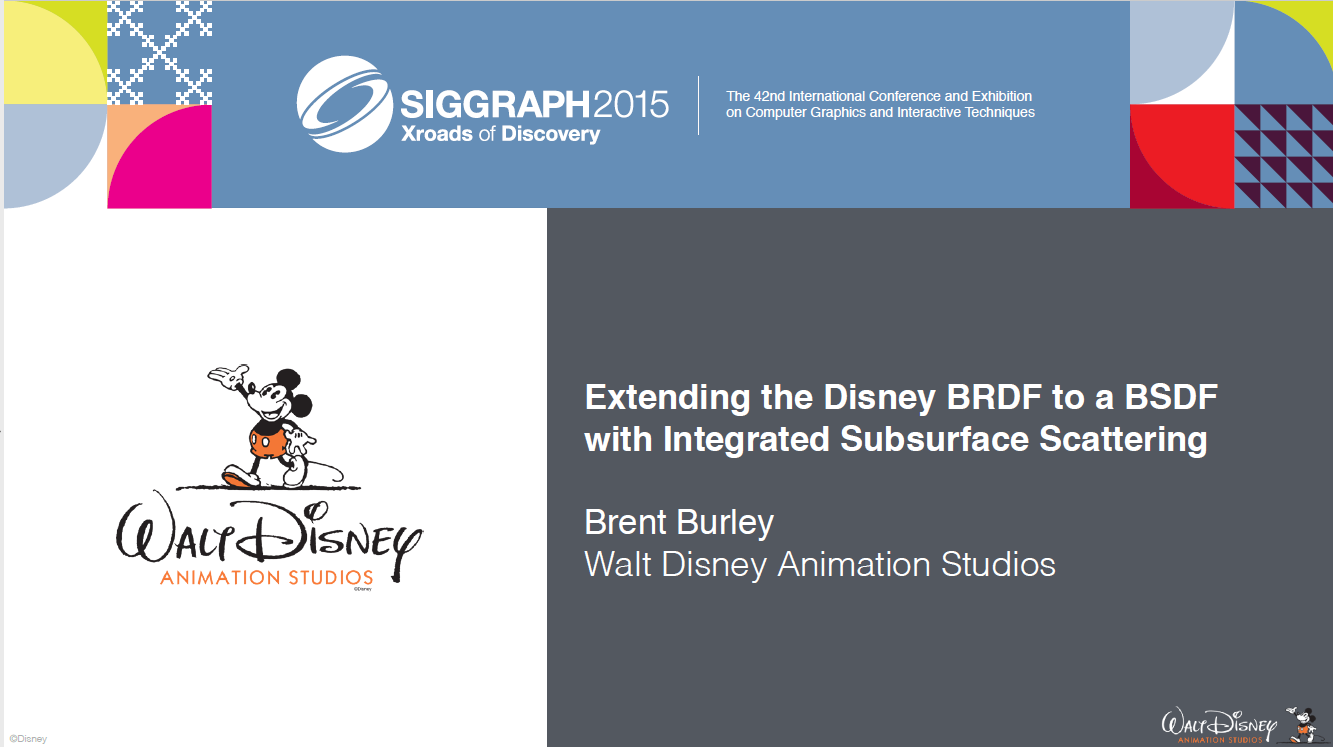 SIGGRAPH2015
Xroads of Discovery
The 42nd International Conference and Exhibition
on Computer Graphics and Interactive Techniques
WALT DISNEY
ANIMATION STUDIOS
©Disney
Extending the Disney BRDF to a BSDF
with Integrated Subsurface Scattering
Brent Burley
Walt Disney Animation Studios
©Disney
WALT DISNEY
ANIMATION STUDIOS